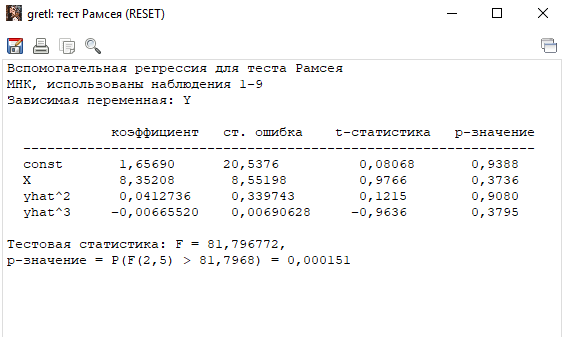 gretl: тест Рамсея (RESET)
Вспомогательная регрессия для теста Рамсея
МНК, использованы наблюдения 1-9
Зависимая переменная: Y
коэффициент ст. ошибка t-статистика p-значение
---------------------------------------------------------------
const 1,65690 20,5376 0,08068 0,9388
X 8,35208 8,55198 0,9766 0,3736
yhat^2 0,0412736 0,339743 0,1215 0,9080
yhat^3 −0,00665520 0,00690628 −0,9636 0,3795
Тестовая статистика: F = 81,796772,
р-значение = P(F(2,5) > 81,7968) = 0,000151